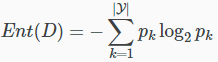 Ent(D) = −∑_{k=1}^{|𝒴|} p_k log_2 p_k